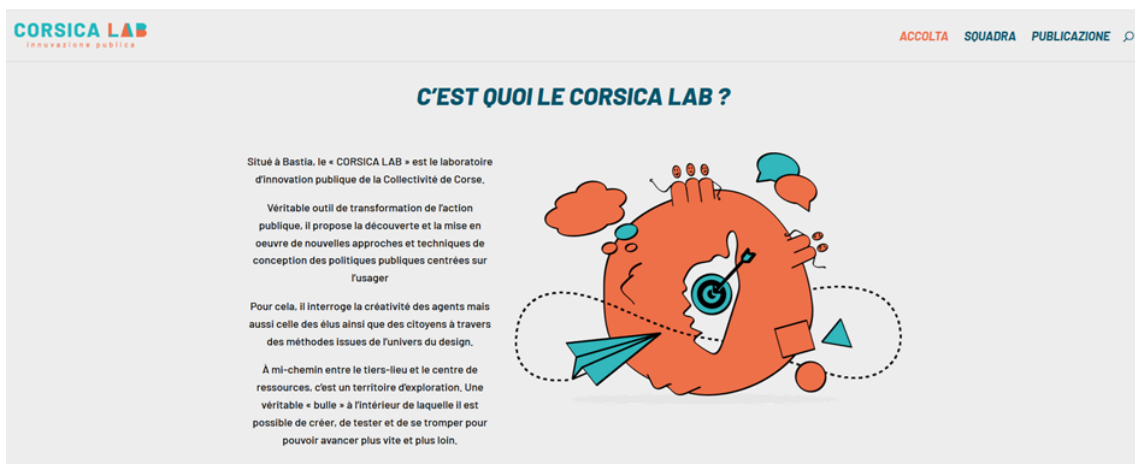 CORSICA LAB
innuvazione publica
ACCOLTA SQUADRA PUBLICAZIONE
C'EST QUOI LE CORSICA LAB ?
Situé à Bastia, le « CORSICA LAB » est le laboratoire
d'innovation publique de la Collectivité de Corse.
Véritable outil de transformation de l'action
publique, il propose la découverte et la mise en
oeuvre de nouvelles approches et techniques de
conception des politiques publiques centrées sur
l'usager
Pour cela, il interroge la créativité des agents mais
aussi celle des élus ainsi que des citoyens à travers
des méthodes issues de l'univers du design.
À mi-chemin entre le tiers-lieu et le centre de
ressources, c'est un territoire d'exploration. Une
véritable « bulle » à l'intérieur de laquelle il est
possible de créer, de tester et de se tromper pour
pouvoir avancer plus vite et plus loin.